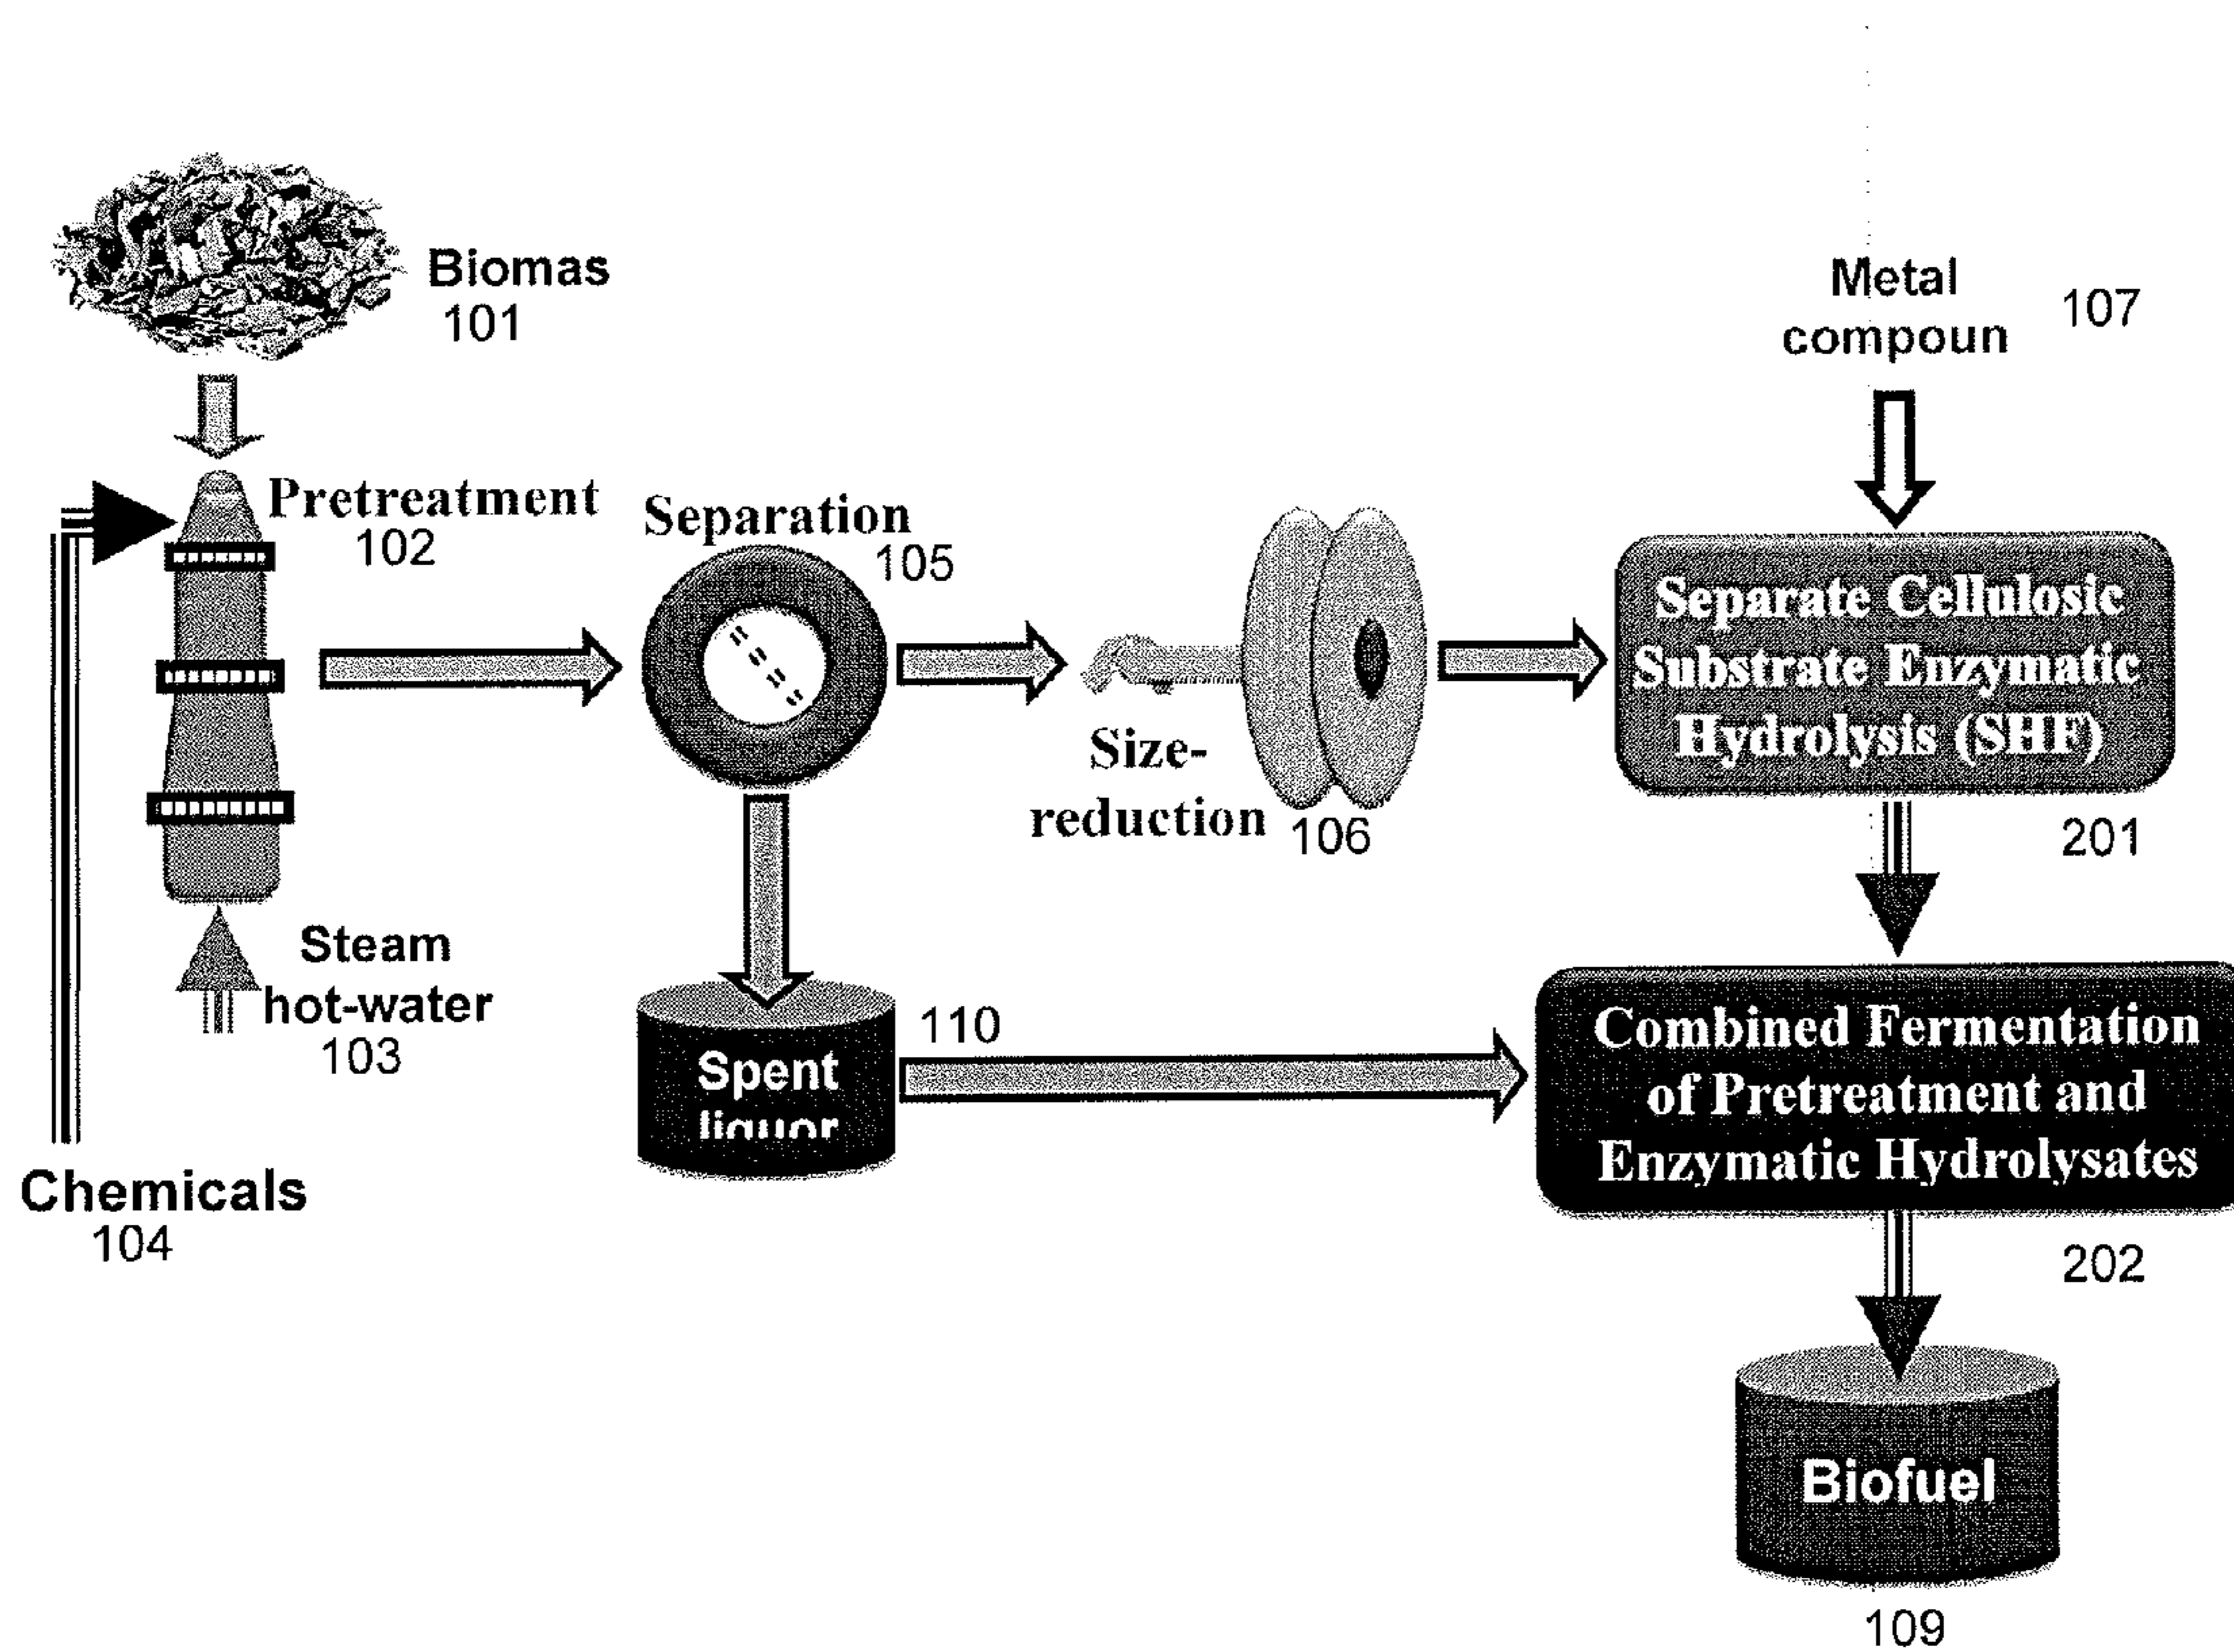 Biomas
101
Metal
compoun
107
Pretreatment
102
Separation
105
Size-
reduction
106
Separate Cellulosic
Substrate Enzymatic
Hydrolysis (SHF)
201
Steam
hot-water
103
110
Spent
liquor
Combined Fermentation
of Pretreatment and
Enzymatic Hydrolysates
202
Chemicals
104
Biofuel
109